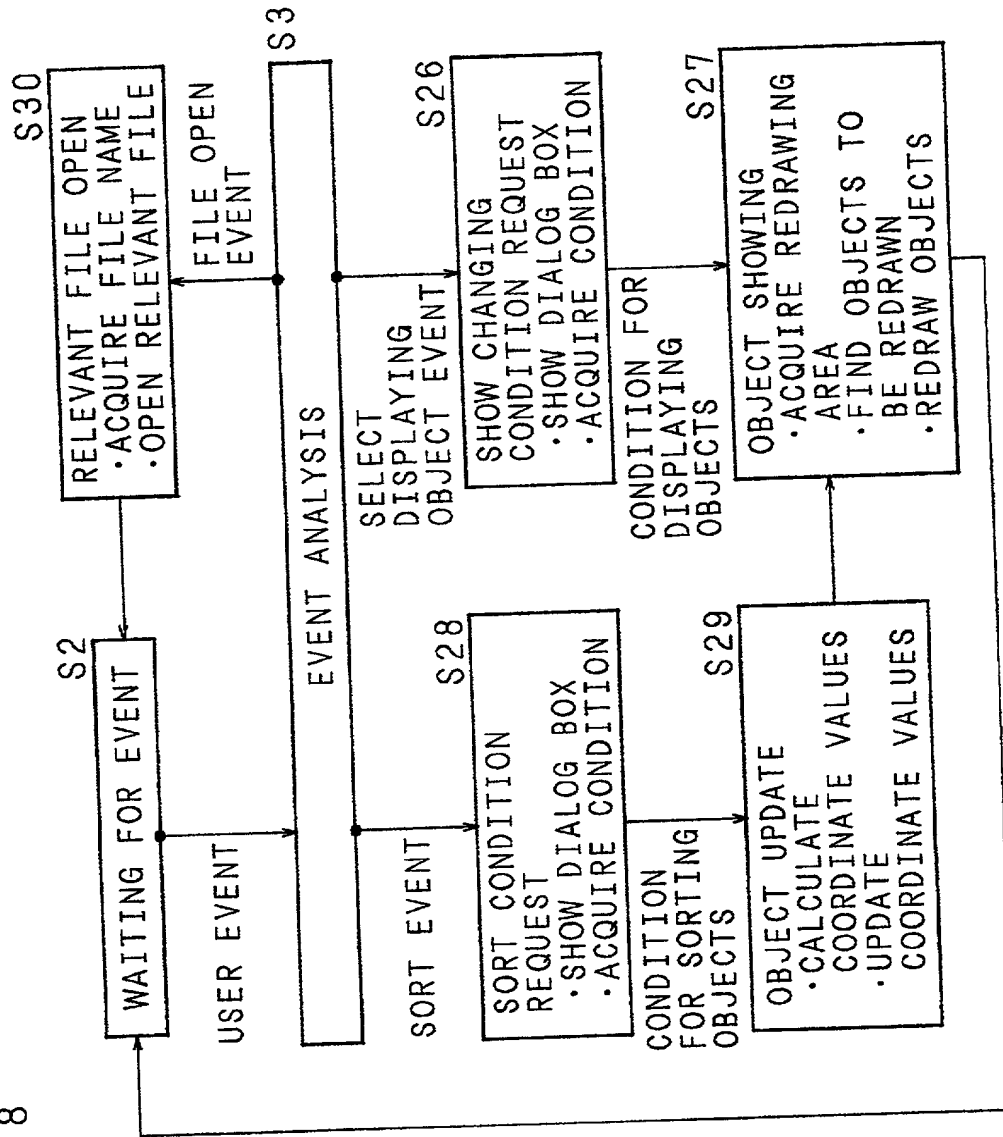 8
S2
WAITING FOR EVENT
S30
RELEVANT FILE OPEN
·ACQUIRE FILE NAME
·OPEN RELEVANT FILE
USER EVENT
FILE OPEN
EVENT
S3
EVENT ANALYSIS
SORT EVENT
SELECT
DISPLAYING
OBJECT EVENT
S28
SORT CONDITION
REQUEST
·SHOW DIALOG BOX
·ACQUIRE CONDITION
S26
SHOW CHANGING
CONDITION REQUEST
·SHOW DIALOG BOX
·ACQUIRE CONDITION
CONDITION
FOR SORTING
OBJECTS
CONDITION FOR
DISPLAYING
OBJECTS
S29
OBJECT UPDATE
·CALCULATE
COORDINATE VALUES
·UPDATE
COORDINATE VALUES
S27
OBJECT SHOWING
·ACQUIRE REDRAWING
AREA
·FIND OBJECTS TO
BE REDRAWN
·REDRAW OBJECTS